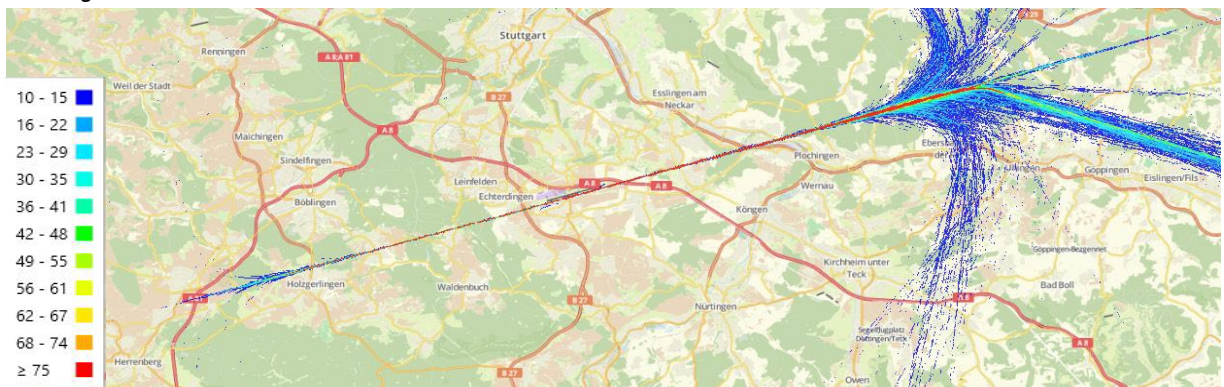 Stuttgart
Renningen
A 8;A 81
B 29
Weil der Stadt
10 - 15
16 - 22
23 - 29
30 - 35
36 - 41
42 - 48
49 - 55
56 - 61
62 - 67
68 - 74
≥ 75
B 27
Esslingen am
Neckar
Maichingen
A 8
Sindelfingen
Plochingen
Leinfelden
A 8
A 8
Wernau
Göppingen
Eislingen/Fils
Böblingen
Echterdingen
Köngen
Göppingen-Bezgenriet
Kirchheim unter
Teck
Holzgerlingen
Waldenbuch
Bad Boll
B 27
Nürtingen
A 8
Segelflugplatz
A 8
Herrenberg
B 27
Owen